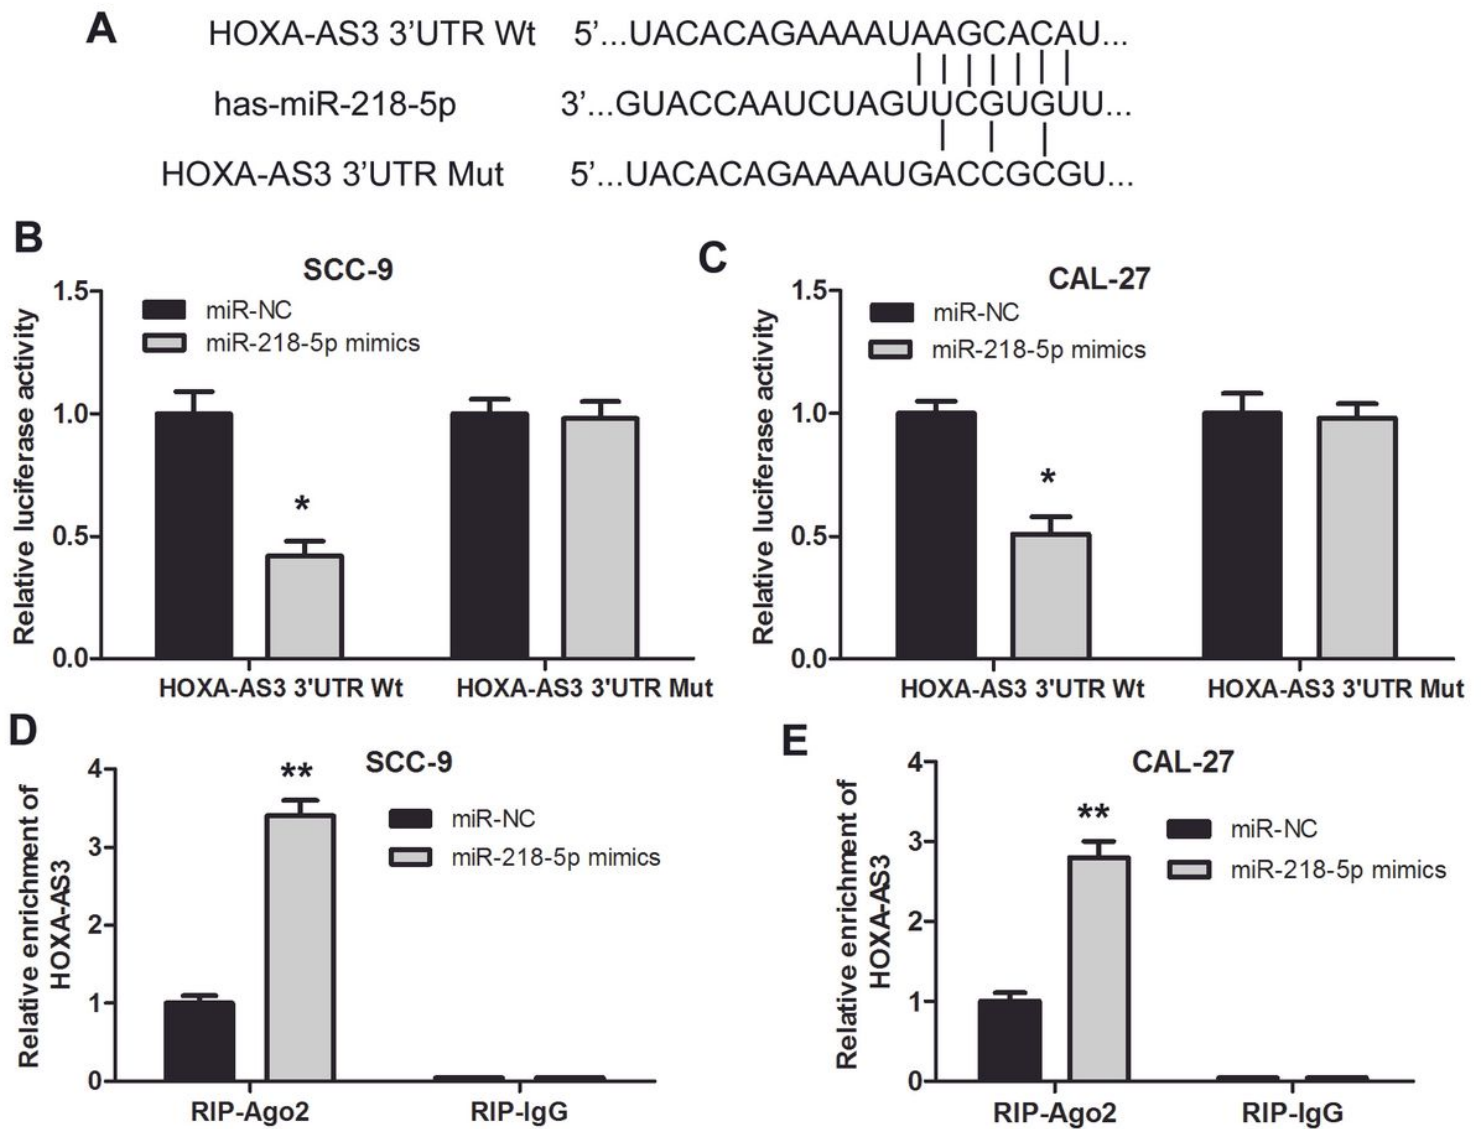 A
HOXA-AS3 3'UTR Wt 5'...UACACAGAAAAUAAGCACAU...
has-miR-218-5p 3'...GUACCAAUCUAGUUCGUGUU...
HOXA-AS3 3'UTR Mut 5'...UACACAGAAAAUGACCGCGU...
B
SCC-9
miR-NC
miR-218-5p mimics
Relative luciferase activity
1.5
1.0
0.5
0.0
*
HOXA-AS3 3'UTR Wt
HOXA-AS3 3'UTR Mut
C
CAL-27
miR-NC
miR-218-5p mimics
Relative luciferase activity
1.5
1.0
0.5
0.0
*
HOXA-AS3 3'UTR Wt
HOXA-AS3 3'UTR Mut
D
SCC-9
miR-NC
miR-218-5p mimics
Relative enrichment of
HOXA-AS3
4
3
2
1
0
**
RIP-Ago2
RIP-IgG
E
CAL-27
miR-NC
miR-218-5p mimics
Relative enrichment of
HOXA-AS3
4
3
2
1
0
**
RIP-Ago2
RIP-IgG